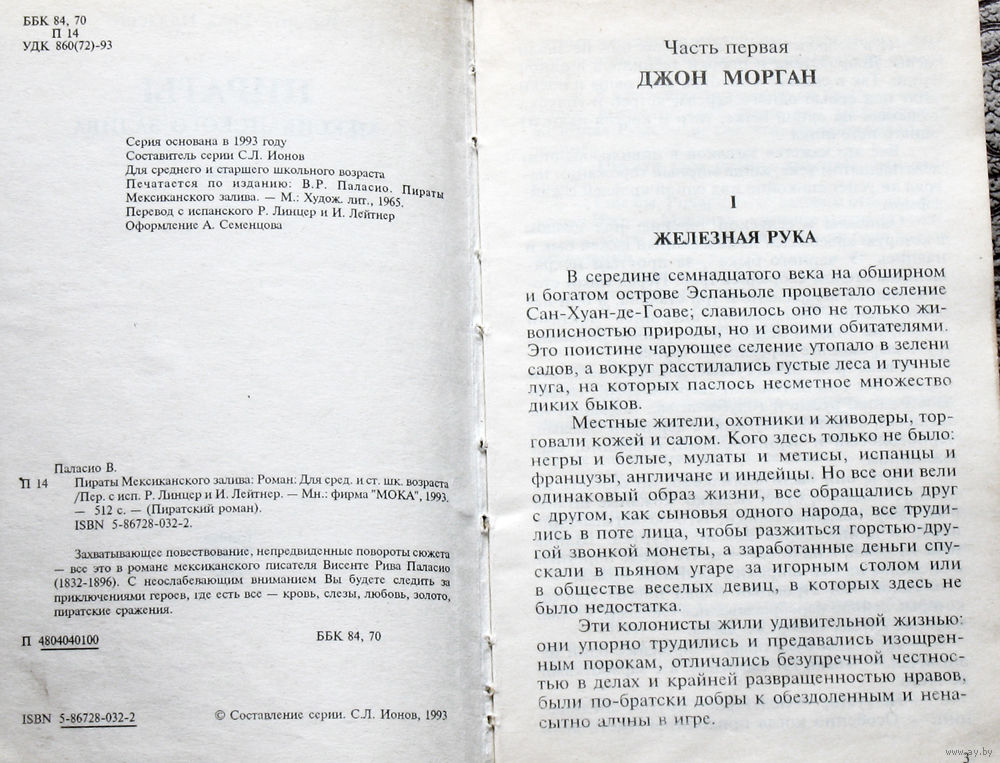 ББК 84, 70
П 14
УДК 860(72)-93
Серия основана в 1993 году
Составитель серии С.Л. Ионов
Для среднего и старшего школьного возраста
Печатается по изданию: В.Р. Паласио. Пираты
Мексиканского залива. — М.: Худож. лит., 1965.
Перевод с испанского Р. Линцер и И. Лейтнер
Оформление А. Семенцова
Паласио В.
П 14 Пираты Мексиканского залива: Роман: Для сред. и ст. шк. возраста
/Пер. с исп. Р. Линцер и И. Лейтнер. — Мн.: фирма "МОКА", 1993.
— 512 с. — (Пиратский роман).
ISBN 5-86728-032-2.
Захватывающее повествование, непредвиденные повороты сюжета
— все это в романе мексиканского писателя Висенте Рива Паласио
(1832-1896). С неослабевающим вниманием Вы будете следить за
приключениями героев, где есть все — кровь, слезы, любовь, золото,
пиратские сражения.
П 4804040100 ББК 84, 70
ISBN 5-86728-032-2 © Составление серии. С.Л. Ионов, 1993
Часть первая
ДЖОН МОРГАН
I
ЖЕЛЕЗНАЯ РУКА
В середине семнадцатого века на обширном
и богатом острове Эспаньоле процветало селение
Сан-Хуан-де-Гоаве; славилось оно не только жи-
вописностью природы, но и своими обитателями.
Это поистине чарующее селение утопало в зелени
садов, а вокруг расстилались густые леса и тучные
луга, на которых паслось несметное множество
диких быков.
Местные жители, охотники и живодеры, тор-
говали кожей и салом. Кого здесь только не было:
негры и белые, мулаты и метисы, испанцы и
французы, англичане и индейцы. Но все они вели
одинаковый образ жизни, все обращались друг
с другом, как сыновья одного народа, все труди-
лись в поте лица, чтобы разжиться горстью-дру-
гой звонкой монеты, а заработанные деньги спу-
скали в пьяном угаре за игорным столом или
в обществе веселых девиц, в которых здесь не
было недостатка.
Эти колонисты жили удивительной жизнью:
они упорно трудились и предавались изощрен-
ным порокам, отличались безупречной честнос-
тью в делах и крайней развращенностью нравов,
были по-братски добры к обездоленным и нена-
сытно алчны в игре.
3
www.ay.by